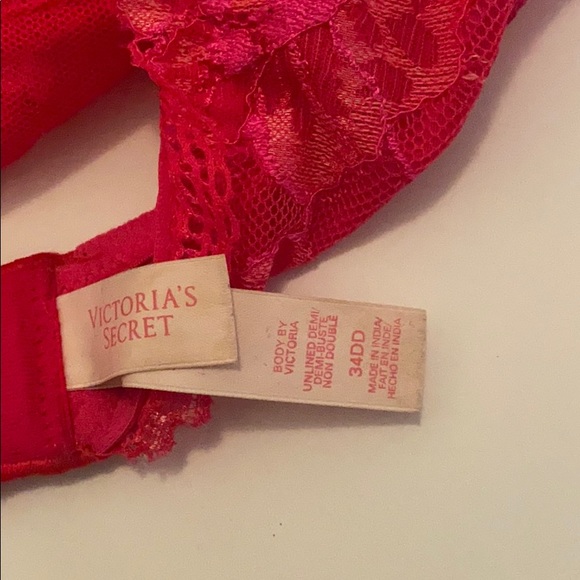 VICTORIA'S
SECRET
BODY BY
VICTORIA
UNLINED DEMI/
DEMI-BUSTE
NON DOUBLÉ
34DD
MADE IN INDIA/
FAIT EN INDE/
HECHO EN INDIA